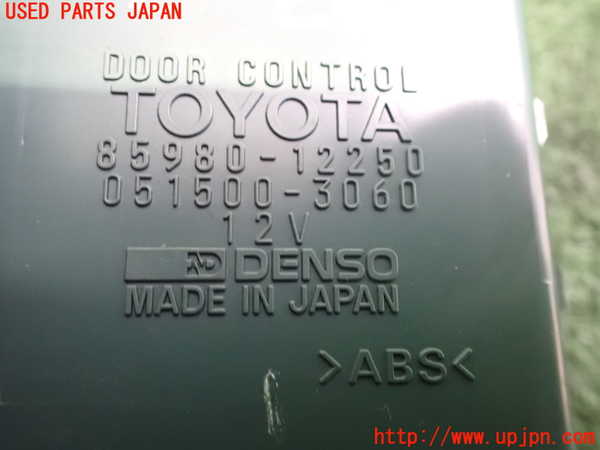 USED PARTS JAPAN
DOOR CONTROL
TOYOTA
85980-12250
051500-3060
12V
ND DENSO
MADE IN JAPAN
>ABS<
http://www.upjpn.com/